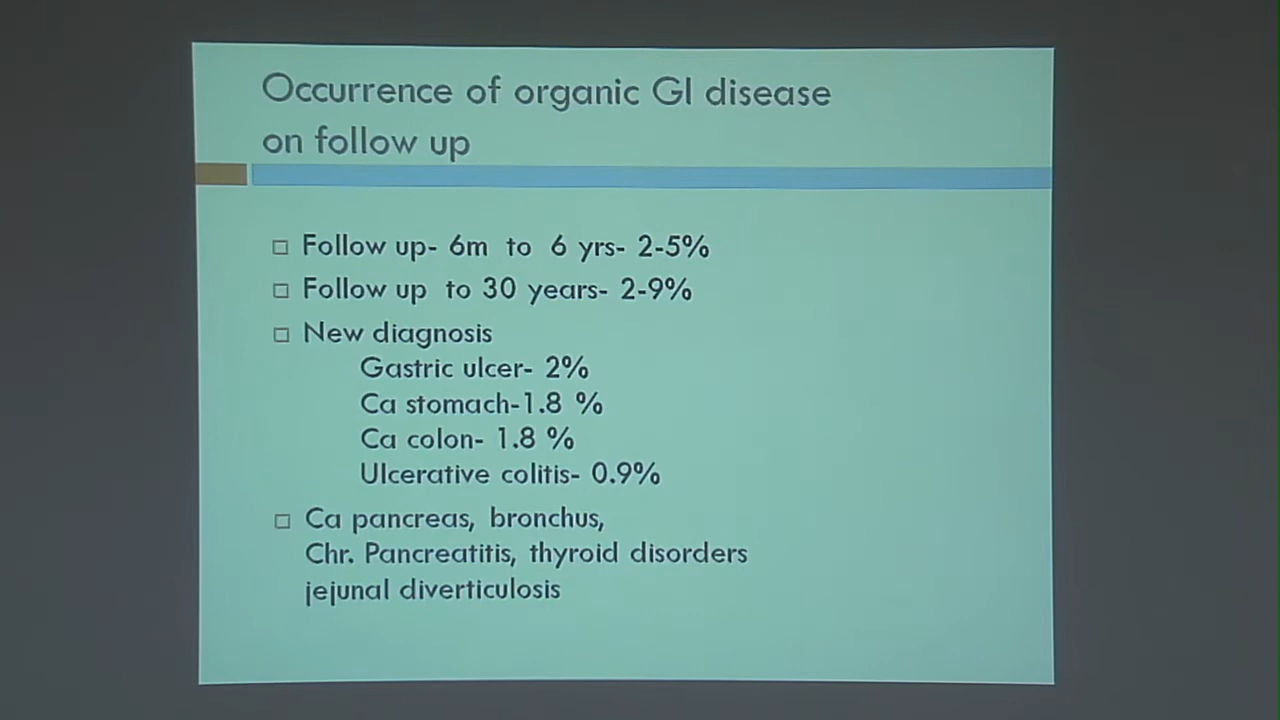 Occurrence of organic GI disease
on follow up
Follow up- 6m to 6 yrs- 2-5%
Follow up to 30 years- 2-9%
New diagnosis
Gastric ulcer- 2%
Ca stomach-1.8 %
Ca colon- 1.8 %
Ulcerative colitis- 0.9%
Ca pancreas, bronchus,
Chr. Pancreatitis, thyroid disorders
jejunal diverticulosis